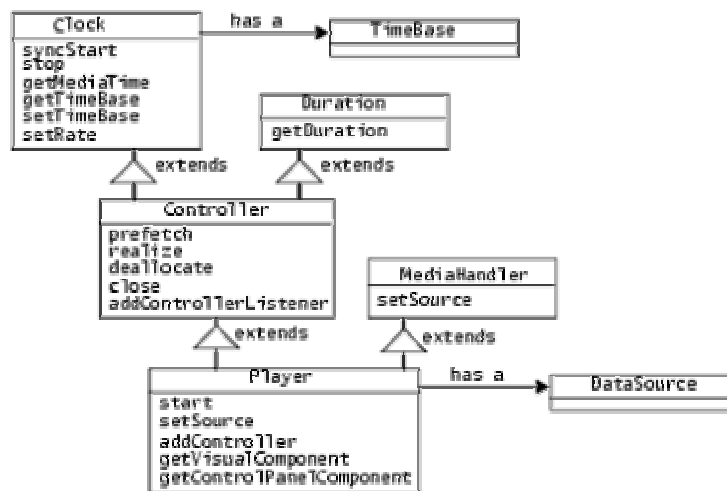 Clock
syncStart
stop
getMediaTime
getTimeBase
setTimeBase
setRate
has a
TimeBase
Duration
getDuration
extends
extends
Controller
prefetch
realize
deallocate
close
addControllerListener
MediaHandler
setSource
extends
extends
Player
start
setSource
addController
getVisualComponent
getControlPanelComponent
has a
DataSource